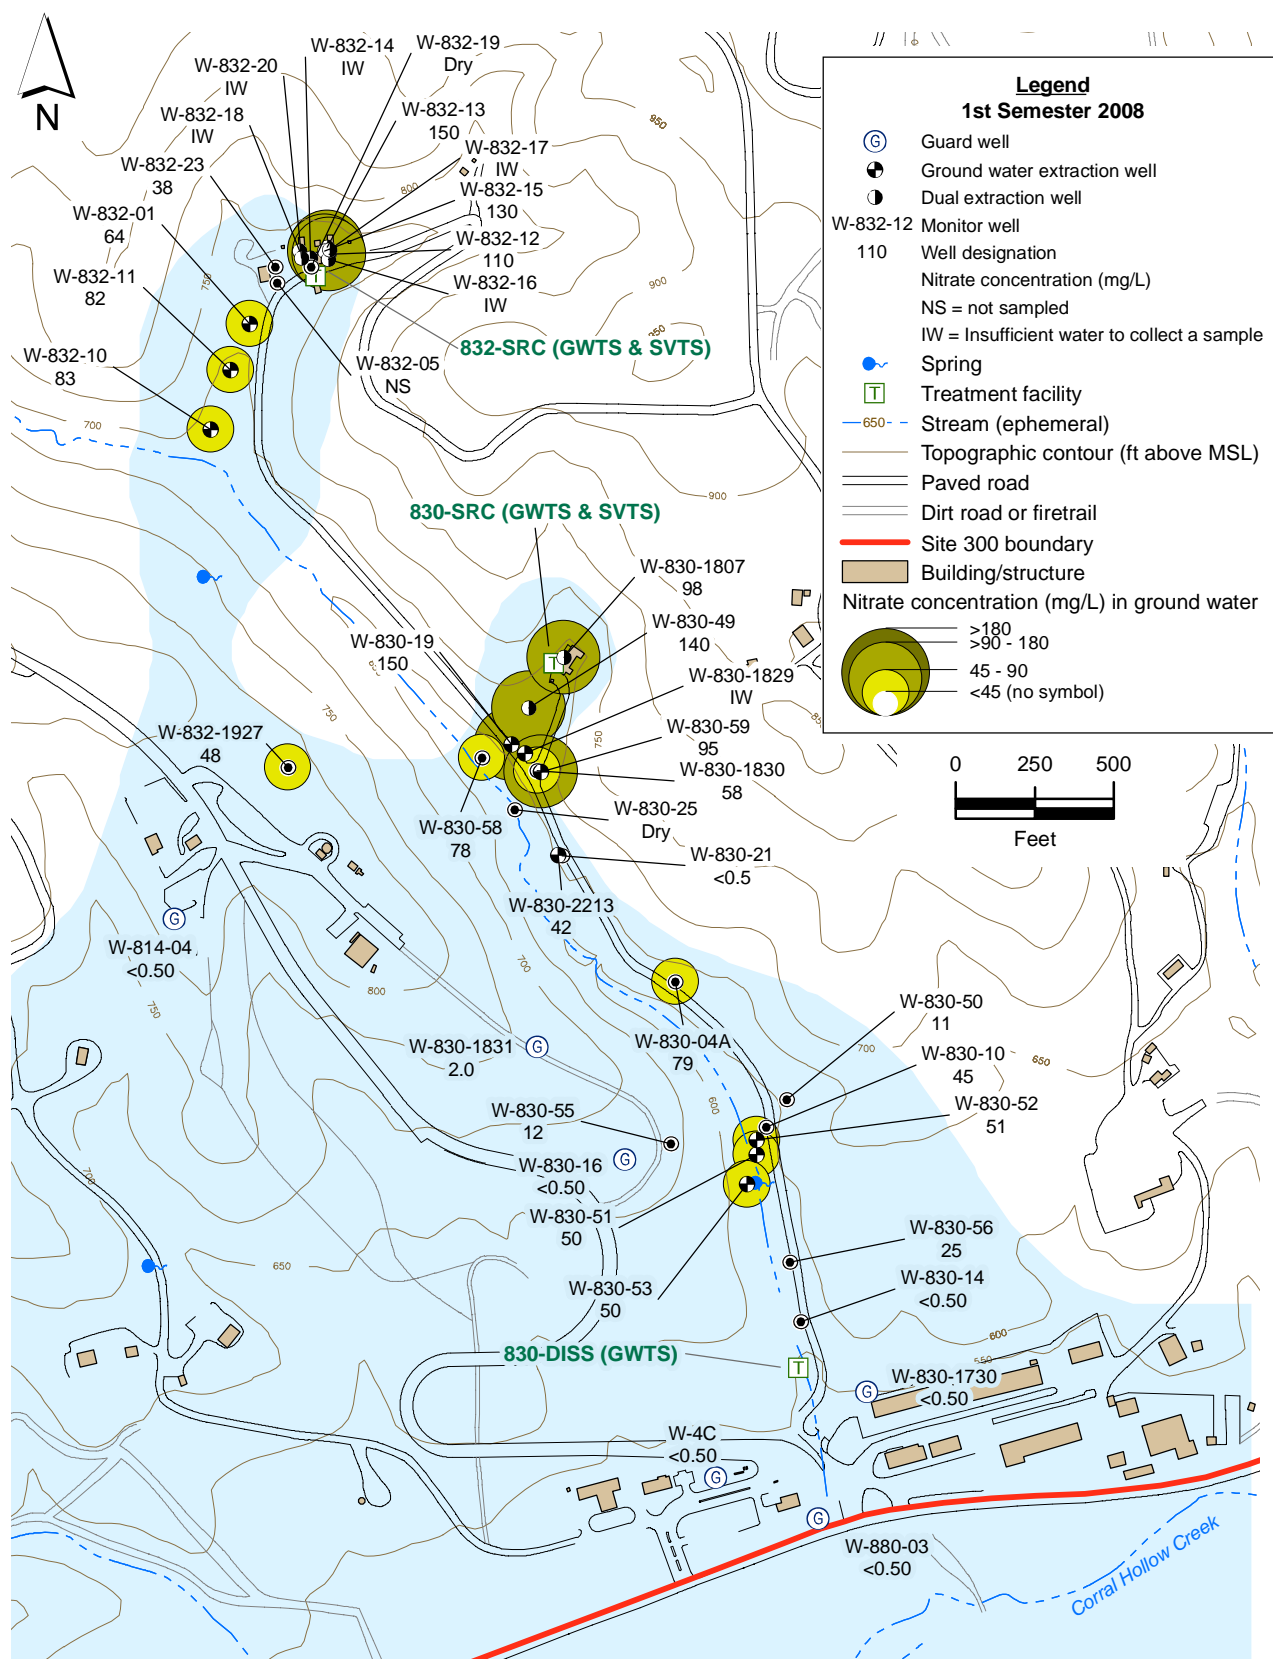 N
W-832-14
IW
W-832-19
Dry
W-832-20
IW
W-832-13
150
W-832-18
IW
W-832-17
IW
W-832-23
38
W-832-15
130
W-832-01
64
W-832-12
110
W-832-11
82
W-832-16
IW
W-832-10
83
W-832-05
NS
832-SRC (GWTS & SVTS)
950
800
900
950
750
700
900
Legend
1st Semester 2008
G
Guard well
Ground water extraction well
Dual extraction well
W-832-12
Monitor well
110
Well designation
Nitrate concentration (mg/L)
NS = not sampled
IW = Insufficient water to collect a sample
Spring
T
Treatment facility
650
Stream (ephemeral)
Topographic contour (ft above MSL)
Paved road
Dirt road or firetrail
Site 300 boundary
Building/structure
Nitrate concentration (mg/L) in ground water
>180
>90 - 180
45 - 90
<45 (no symbol)
0 250 500
Feet
830-SRC (GWTS & SVTS)
W-830-1807
98
W-830-49
140
W-830-19
150
W-830-1829
IW
W-830-59
95
W-830-1830
58
W-832-1927
48
W-830-25
Dry
W-830-58
78
W-830-21
<0.5
W-830-2213
42
T
T
750
750
G
W-814-04
<0.50
800
750
700
W-830-1831
2.0
G
W-830-04A
79
W-830-50
11
W-830-10
45
W-830-52
51
700
650
600
W-830-55
12
W-830-16
<0.50
G
W-830-51
50
W-830-53
50
W-830-56
25
W-830-14
<0.50
700
650
600
550
830-DISS (GWTS)
T
G
W-830-1730
<0.50
W-4C
<0.50
G
G
W-880-03
<0.50
Corral Hollow Creek